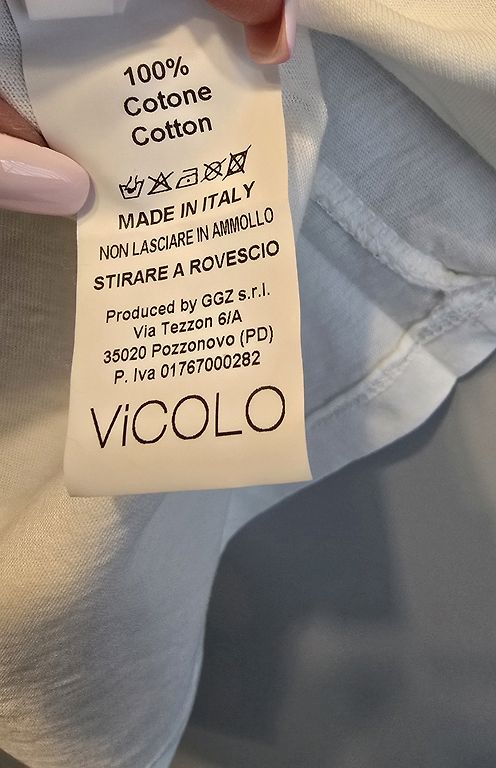 100%
Cotone
Cotton
MADE IN ITALY
NON LASCIARE IN AMMOLLO
STIRARE A ROVESCIO
Produced by GGZ s.r.l.
Via Tezzon 6/A
35020 Pozzonovo (PD)
P. Iva 01767000282
ViCOLO